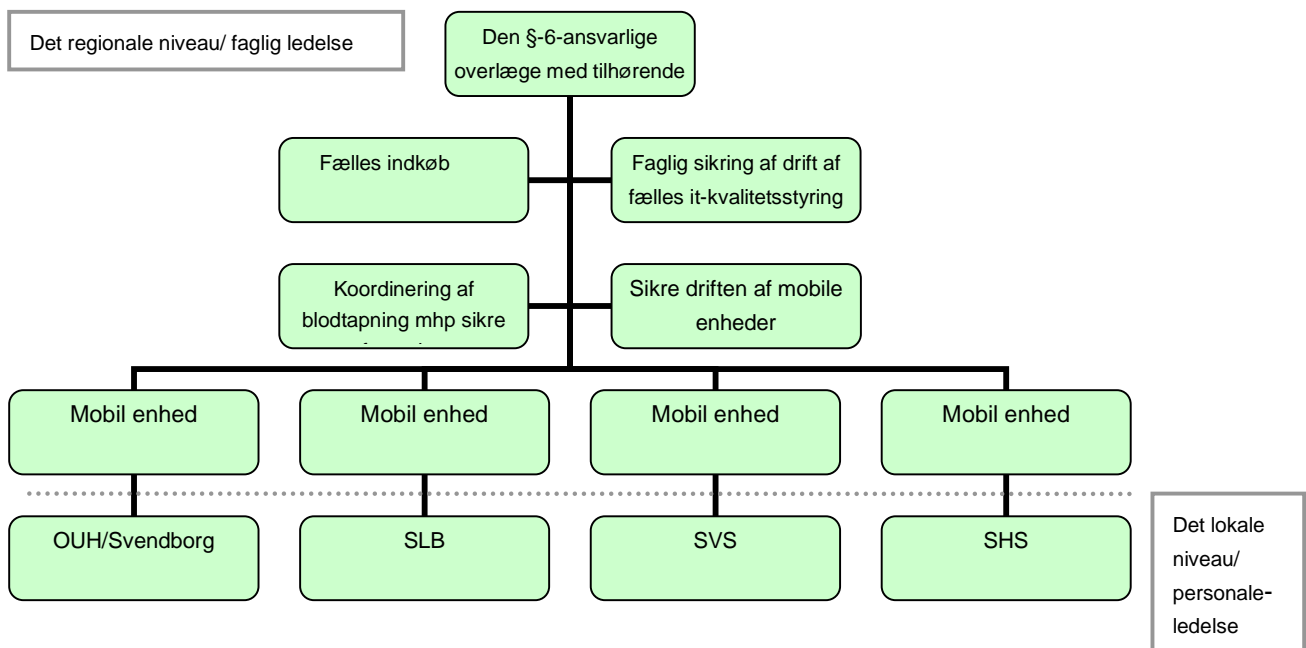 Det regionale niveau/ faglig ledelse
Den §-6-ansvarlige
overlæge med tilhørende
Fælles indkøb
Faglig sikring af drift af
fælles it-kvalitetsstyring
Koordinering af
blodtapning mhp sikre
Sikre driften af mobile
enheder
Mobil enhed
Mobil enhed
Mobil enhed
Mobil enhed
OUH/Svendborg
SLB
SVS
SHS
Det lokale
niveau/
personale-
ledelse